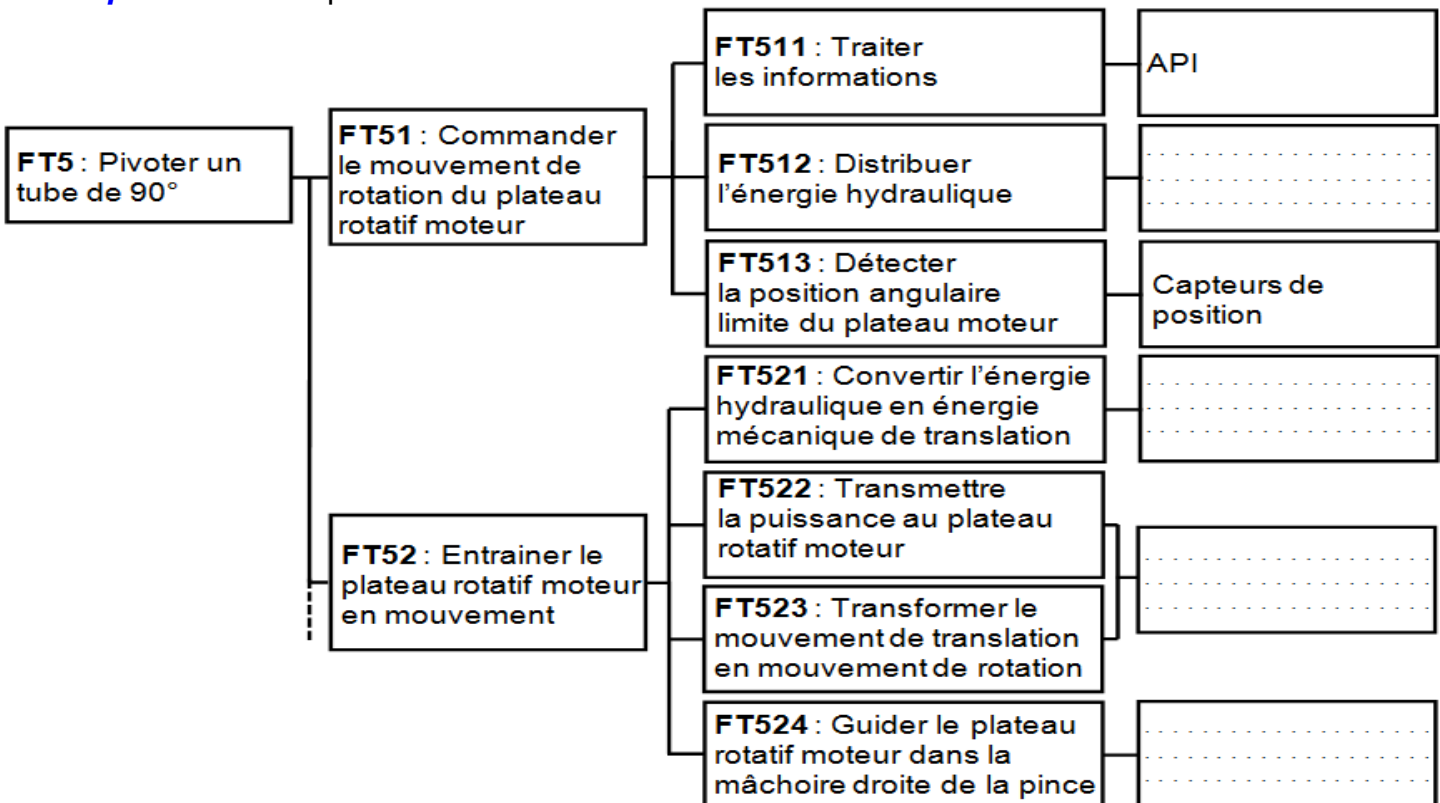 FT511 : Traiter
les informations
API
FT5 : Pivoter un
tube de 90°
FT51 : Commander
le mouvement de
rotation du plateau
rotatif moteur
FT512 : Distribuer
l'énergie hydraulique
FT513 : Détecter
la position angulaire
limite du plateau moteur
Capteurs de
position
FT521 : Convertir l'énergie
hydraulique en énergie
mécanique de translation
FT52 : Entrainer le
plateau rotatif moteur
en mouvement
FT522 : Transmettre
la puissance au plateau
rotatif moteur
FT523 : Transformer le
mouvement de translation
en mouvement de rotation
FT524 : Guider le plateau
rotatif moteur dans la
mâchoire droite de la pince